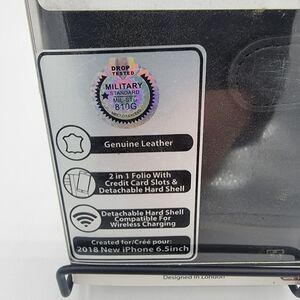 DROP
TESTED
MILITARY
STANDARD
MIL-STD
810G
Genuine Leather
2 in 1 Folio With
Credit Card Slots &
Detachable Hard Shell
Detachable Hard Shell
Compatible For
Wireless Charging
Created for/Créé pour:
2018 New iPhone 6.5inch
Designed in London